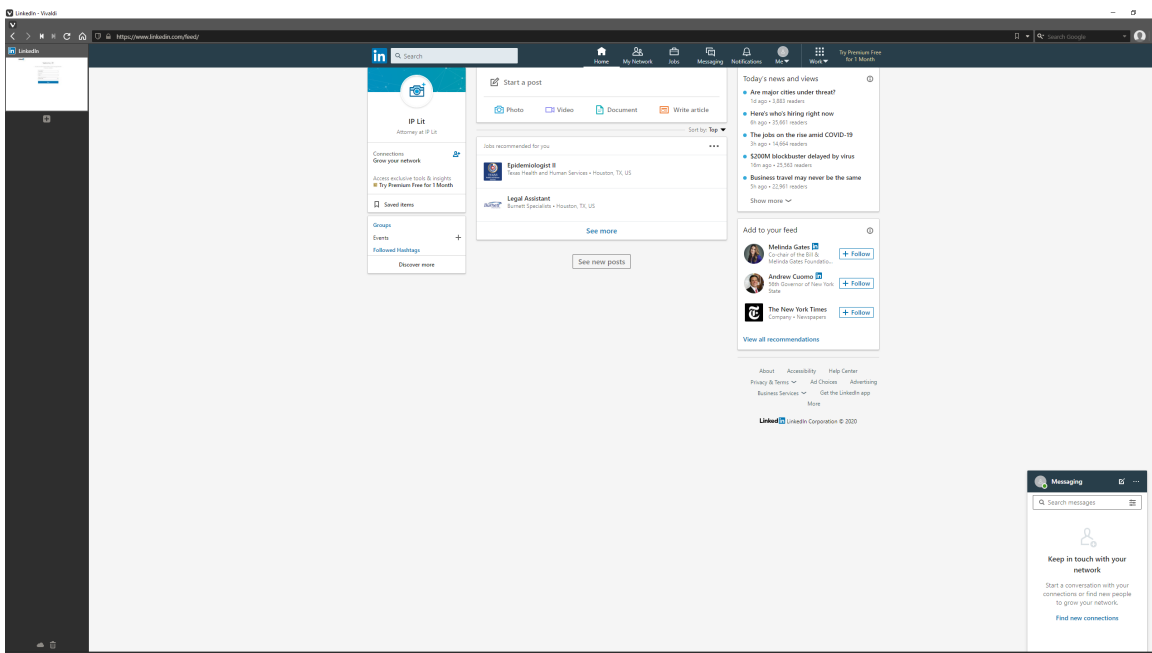 LinkedIn - Vivaldi
https://www.linkedin.com/feed/
Search Google
LinkedIn
in
Search
Home
My Network
Jobs
Messaging
Notifications
Me
Work
Try Premium Free
for 1 Month
IP Lit
Attorney at IP Lit
Connections
Grow your network
Access exclusive tools & insights
Try Premium Free for 1 Month
Saved items
Groups
Events
Followed Hashtags
Discover more
Start a post
Photo
Video
Document
Write article
Sort by: Top
Jobs recommended for you
Epidemiologist II
Texas Health and Human Services • Houston, TX, US
Legal Assistant
Burnett Specialists • Houston, TX, US
See more
See new posts
Today's news and views
Are major cities under threat?
1d ago • 3,883 readers
Here's who's hiring right now
6h ago • 35,661 readers
The jobs on the rise amid COVID-19
3h ago • 14,664 readers
$200M blockbuster delayed by virus
16m ago • 25,563 readers
Business travel may never be the same
5h ago • 22,961 readers
Show more
Add to your feed
Melinda Gates in
Co-chair of the Bill &
Melinda Gates Foundatio...
+ Follow
Andrew Cuomo in
56th Governor of New York
State
+ Follow
The New York Times
Company • Newspapers
+ Follow
View all recommendations
About Accessibility Help Center
Privacy & Terms Ad Choices Advertising
Business Services Get the LinkedIn app
More
Linked in LinkedIn Corporation © 2020
Messaging
Search messages
Keep in touch with your
network
Start a conversation with your
connections or find new people
to grow your network.
Find new connections